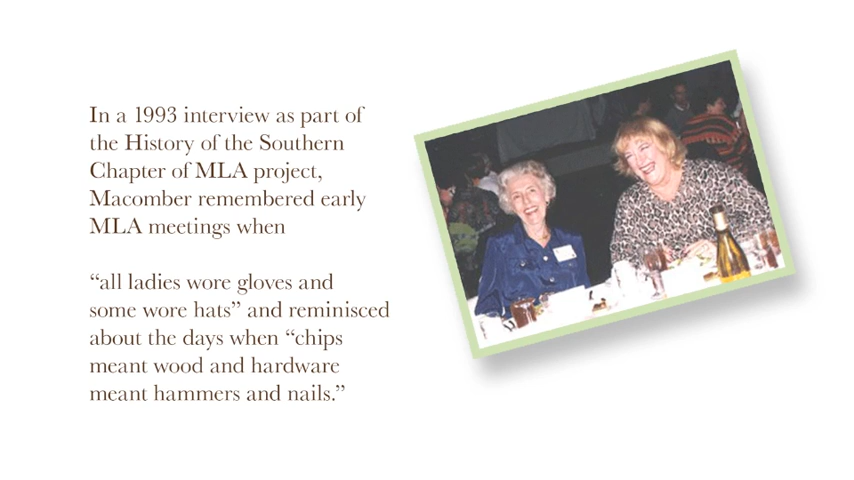 In a 1993 interview as part of
the History of the Southern
Chapter of MLA project,
Macomber remembered early
MLA meetings when
“all ladies wore gloves and
some wore hats” and reminisced
about the days when “chips
meant wood and hardware
meant hammers and nails.”